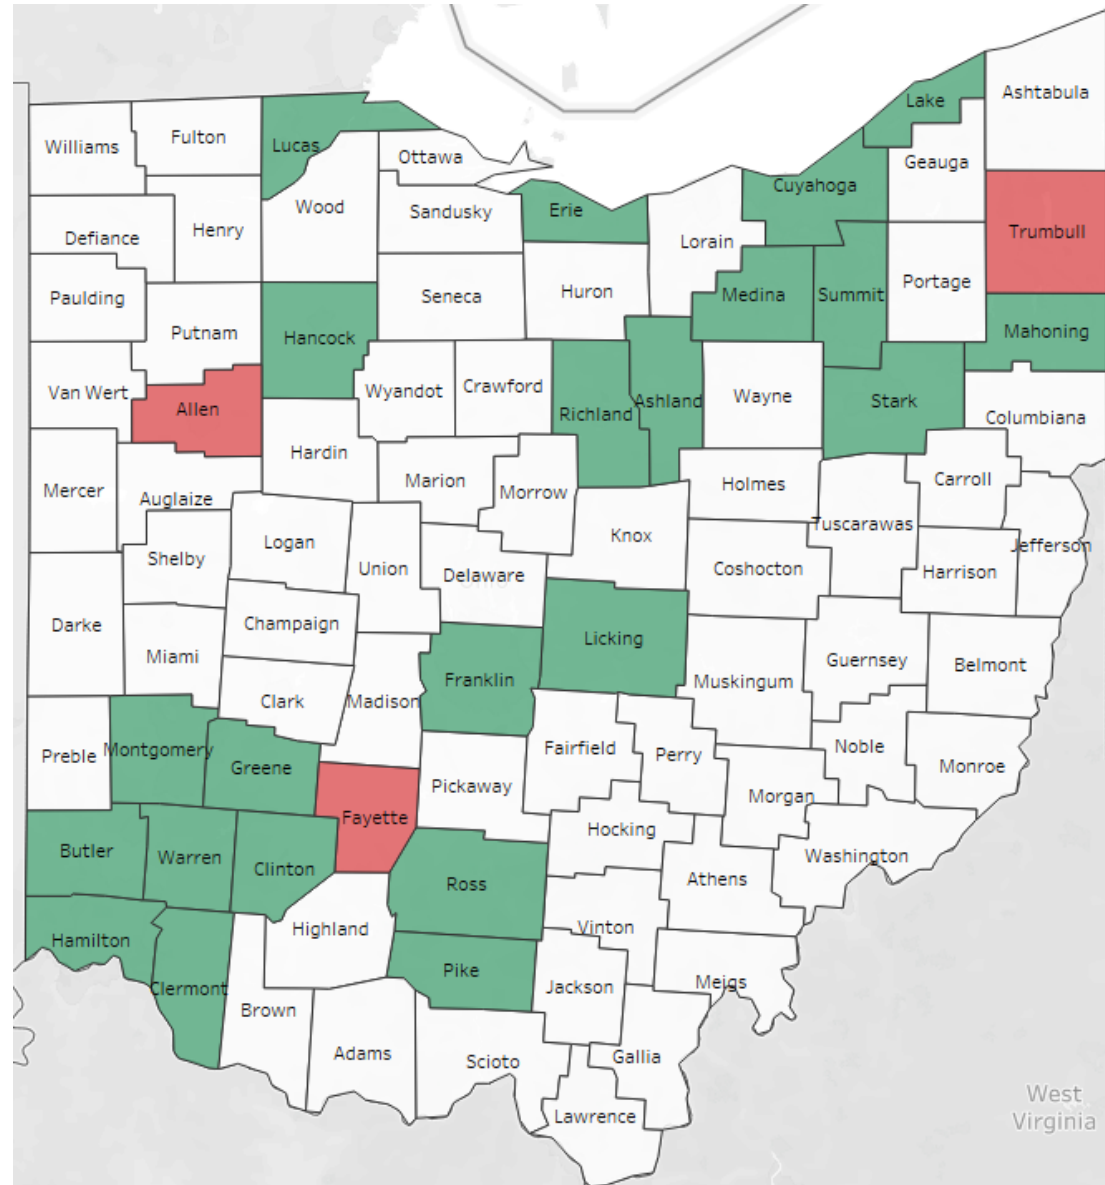 Lake
Ashtabula
Williams
Fulton
Lucas
Ottawa
Geauga
Cuyahoga
Wood
Sandusky
Erie
Henry
Defiance
Lorain
Trumbull
Paulding
Seneca
Huron
Medina
Summit
Portage
Putnam
Hancock
Mahoning
Van Wert
Allen
Wyandot
Crawford
Richland
Ashland
Wayne
Stark
Columbiana
Hardin
Mercer
Auglaize
Marion
Morrow
Holmes
Carroll
Tuscarawas
Shelby
Logan
Union
Delaware
Knox
Coshocton
Harrison
Jefferson
Darke
Miami
Champaign
Licking
Guernsey
Belmont
Clark
Madison
Franklin
Muskingum
Preble
Montgomery
Greene
Pickaway
Fairfield
Perry
Noble
Monroe
Fayette
Hocking
Morgan
Butler
Warren
Clinton
Ross
Athens
Washington
Hamilton
Highland
Vinton
Pike
Clermont
Brown
Jackson
Meigs
Adams
Scioto
Gallia
Lawrence
West
Virginia